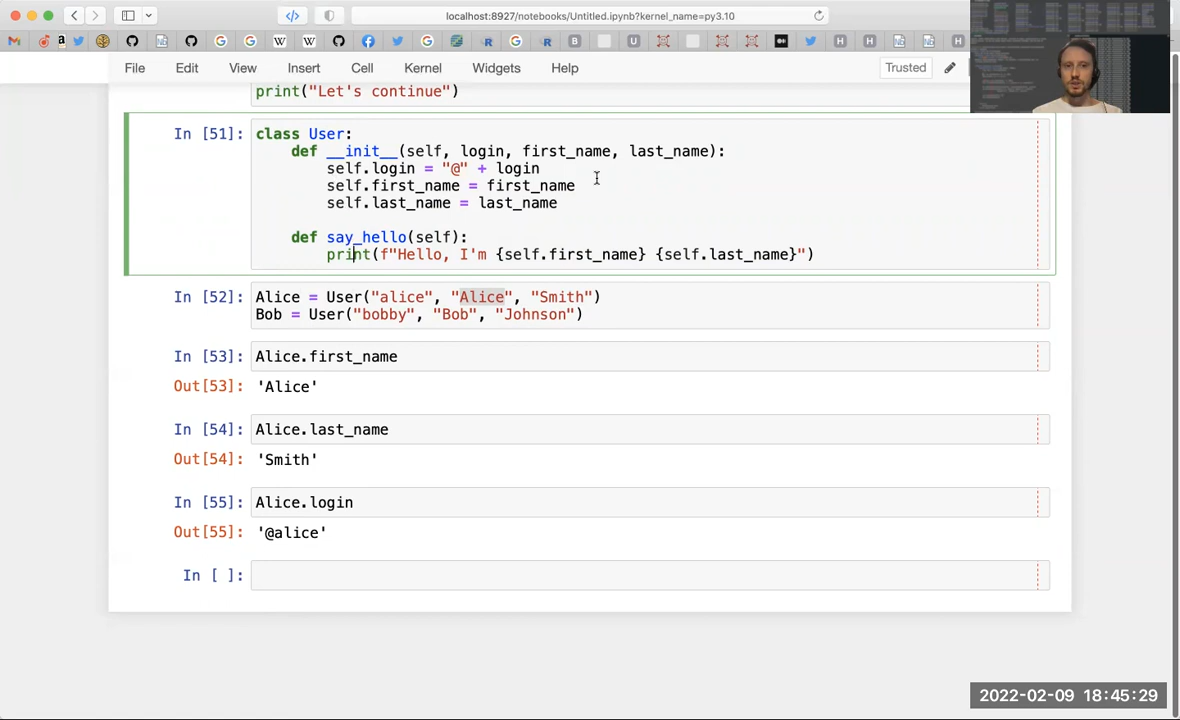 localhost:8927/notebooks/Untitled.ipynb?kernel_name=py3.10
File Edit View Insert Cell Kernel Widgets Help Trusted
print("Let's continue")
In [51]: class User:
def __init__(self, login, first_name, last_name):
self.login = "@" + login
self.first_name = first_name
self.last_name = last_name
def say_hello(self):
print(f"Hello, I'm {self.first_name} {self.last_name}")
In [52]: Alice = User("alice", "Alice", "Smith")
Bob = User("bobby", "Bob", "Johnson")
In [53]: Alice.first_name
Out[53]: 'Alice'
In [54]: Alice.last_name
Out[54]: 'Smith'
In [55]: Alice.login
Out[55]: '@alice'
In [ ]:
2022-02-09 18:45:29